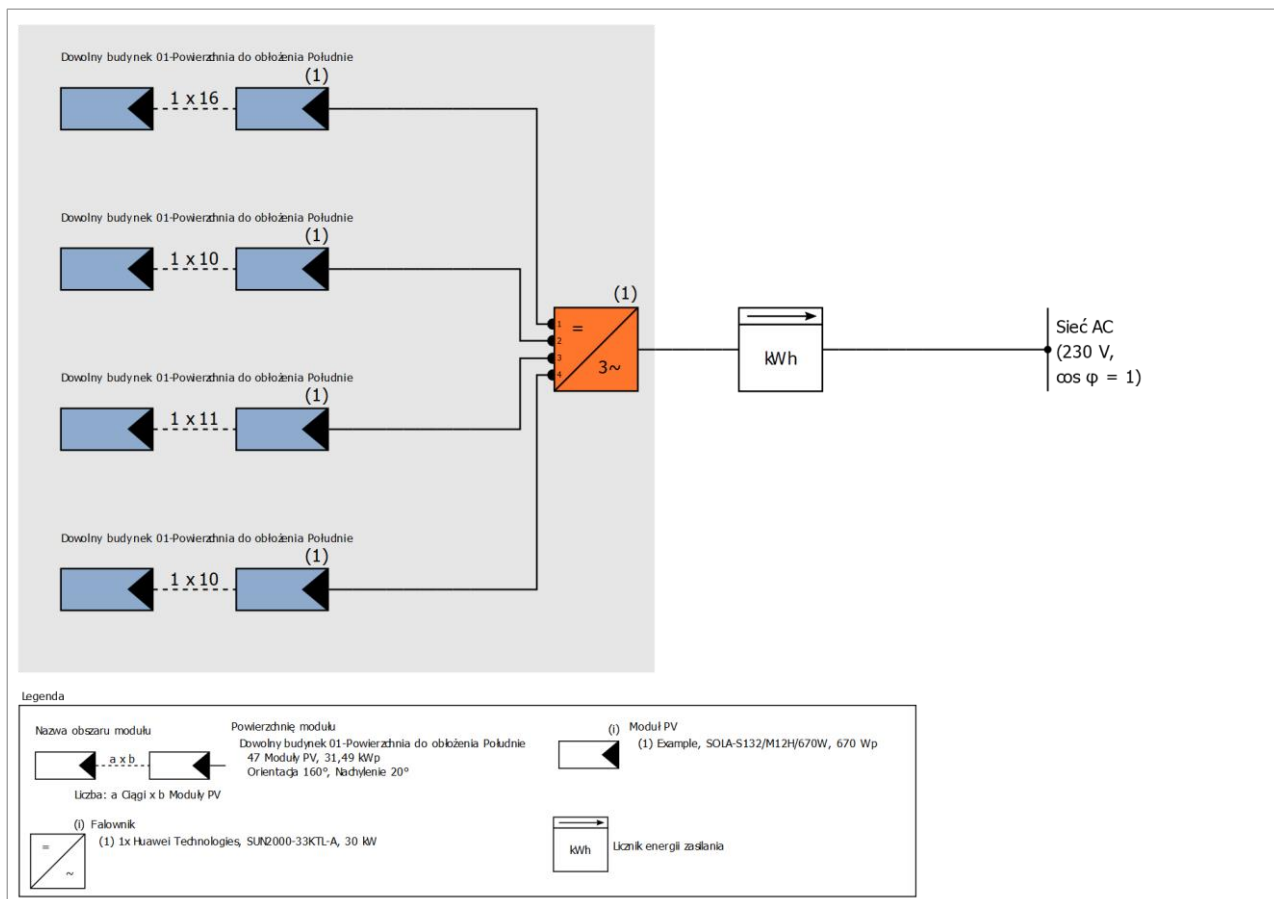 Dowolny budynek 01-Powierzchnia do obłożenia Południe
(1)
1 x 16
Dowolny budynek 01-Powierzchnia do obłożenia Południe
(1)
1 x 10
Dowolny budynek 01-Powierzchnia do obłożenia Południe
(1)
1 x 11
Dowolny budynek 01-Powierzchnia do obłożenia Południe
(1)
1 x 10
(1)
1
2
3
4
=
3~
kWh
Sieć AC
(230 V,
cos φ = 1)
Legenda
Nazwa obszaru modułu
a x b
Liczba: a Ciągi x b Moduły PV
Powierzchnię modułu
Dowolny budynek 01-Powierzchnia do obłożenia Południe
47 Moduły PV, 31,49 kWp
Orientacja 160°, Nachylenie 20°
(i) Moduł PV
(1) Example, SOLA-S132/M12H/670W, 670 Wp
(i) Falownik
(1) 1x Huawei Technologies, SUN2000-33KTL-A, 30 kW
=
~
kWh
Licznik energii zasilania